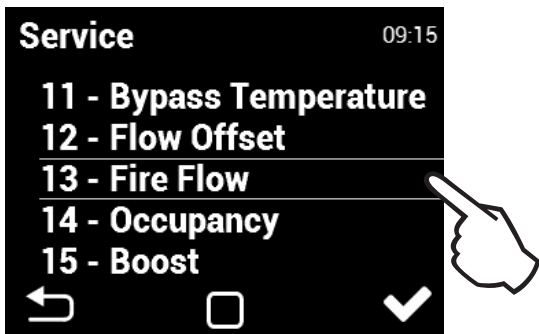 Service
09:15
11 - Bypass Temperature
12 - Flow Offset
13 - Fire Flow
14 - Occupancy
15 - Boost